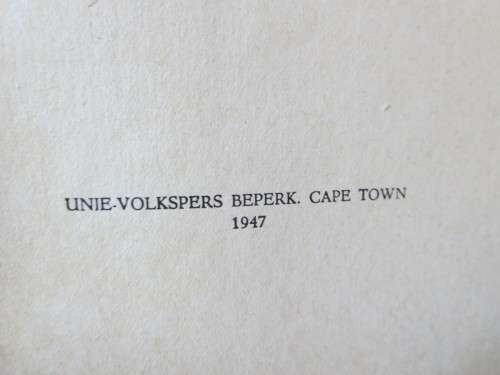 UNIE-VOLKSPERS BEPERK. CAPE TOWN
1947